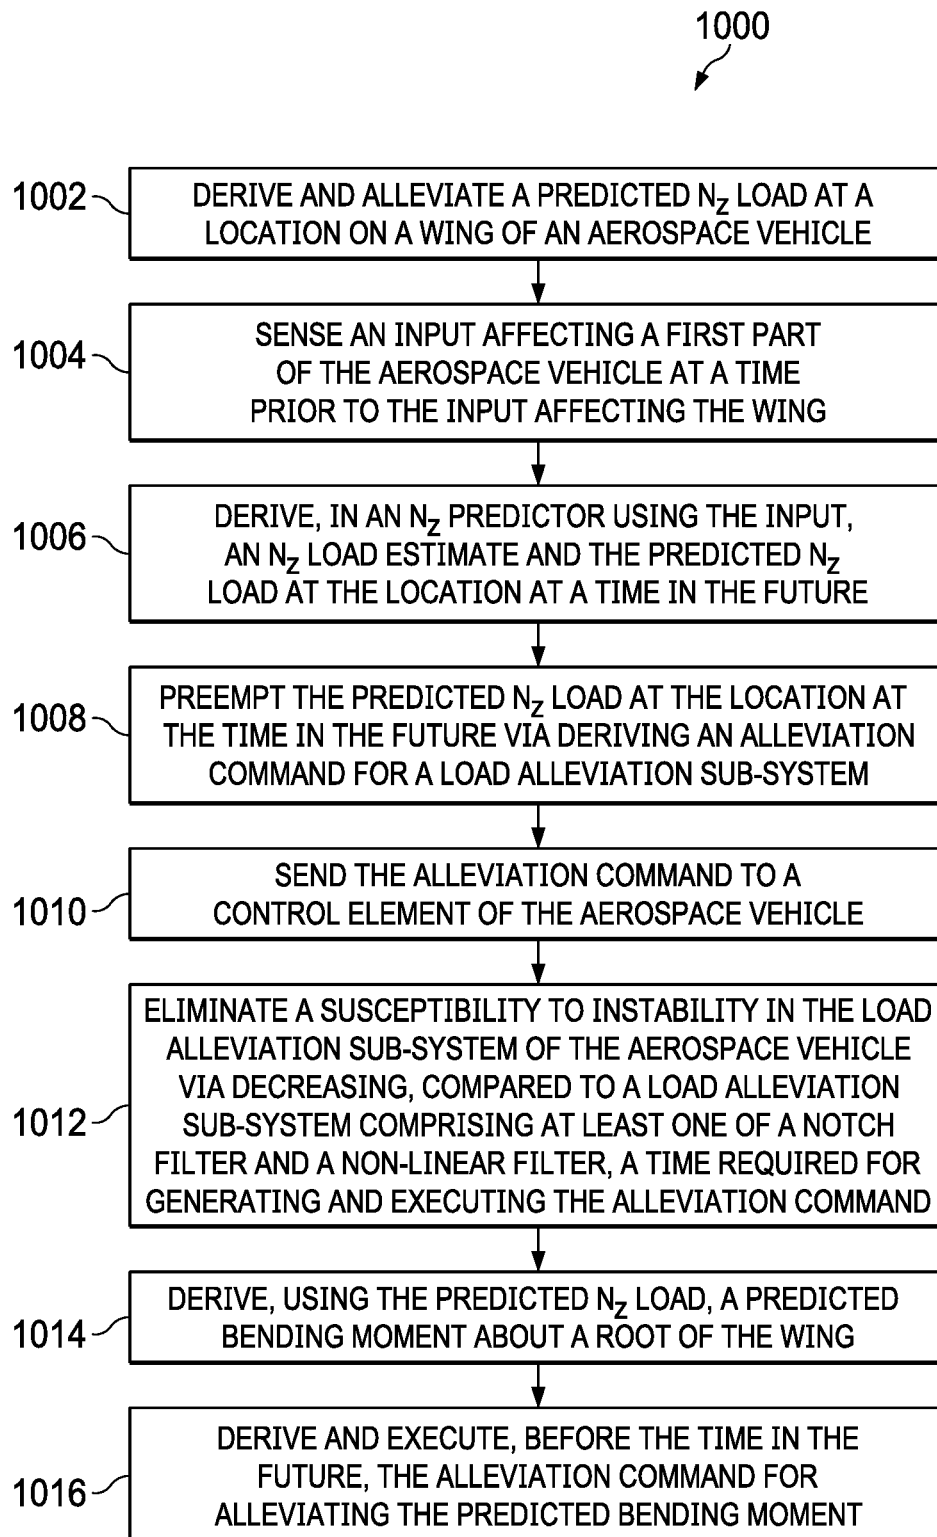 1000
1002
DERIVE AND ALLEVIATE A PREDICTED NZ LOAD AT A
LOCATION ON A WING OF AN AEROSPACE VEHICLE
1004
SENSE AN INPUT AFFECTING A FIRST PART
OF THE AEROSPACE VEHICLE AT A TIME
PRIOR TO THE INPUT AFFECTING THE WING
1006
DERIVE, IN AN NZ PREDICTOR USING THE INPUT,
AN NZ LOAD ESTIMATE AND THE PREDICTED NZ
LOAD AT THE LOCATION AT A TIME IN THE FUTURE
1008
PREEMPT THE PREDICTED NZ LOAD AT THE LOCATION AT
THE TIME IN THE FUTURE VIA DERIVING AN ALLEVIATION
COMMAND FOR A LOAD ALLEVIATION SUB-SYSTEM
1010
SEND THE ALLEVIATION COMMAND TO A
CONTROL ELEMENT OF THE AEROSPACE VEHICLE
1012
ELIMINATE A SUSCEPTIBILITY TO INSTABILITY IN THE LOAD
ALLEVIATION SUB-SYSTEM OF THE AEROSPACE VEHICLE
VIA DECREASING, COMPARED TO A LOAD ALLEVIATION
SUB-SYSTEM COMPRISING AT LEAST ONE OF A NOTCH
FILTER AND A NON-LINEAR FILTER, A TIME REQUIRED FOR
GENERATING AND EXECUTING THE ALLEVIATION COMMAND
1014
DERIVE, USING THE PREDICTED NZ LOAD, A PREDICTED
BENDING MOMENT ABOUT A ROOT OF THE WING
1016
DERIVE AND EXECUTE, BEFORE THE TIME IN THE
FUTURE, THE ALLEVIATION COMMAND FOR
ALLEVIATING THE PREDICTED BENDING MOMENT